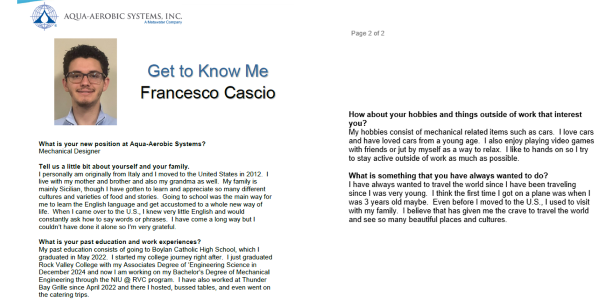 AQUA-AEROBIC SYSTEMS, INC.
A Metawater Company
Get to Know Me
Francesco Cascio
What is your new position at Aqua-Aerobic Systems?
Mechanical Designer
Tell us a little bit about yourself and your family.
I personally am originally from Italy and I moved to the United States in 2012. I
live with my mother and brother and also my grandma as well. My family is
mainly Sicilian, though I have gotten to learn and appreciate so many different
cultures and varieties of food and stories. Going to school was the main way for
me to learn the English language and get accustomed to a whole new way of
life. When I came over to the U.S., I knew very little English and would
constantly ask how to say words or phrases. I have come a long way but I
couldn't have done it alone so I'm very grateful.
What is your past education and work experiences?
My past education consists of going to Boylan Catholic High School, which I
graduated in May 2022. I started my college journey right after. I just graduated
Rock Valley College with my Associates Degree of 'Engineering Science in
December 2024 and now I am working on my Bachelor's Degree of Mechanical
Engineering through the NIU @ RVC program. I have also worked at Thunder
Bay Grille since April 2022 and there I hosted, bussed tables, and even went on
the catering trips.
Page 2 of 2
How about your hobbies and things outside of work that interest
you?
My hobbies consist of mechanical related items such as cars. I love cars
and have loved cars from a young age. I also enjoy playing video games
with friends or jut by myself as a way to relax. I like to hands on so I try
to stay active outside of work as much as possible.
What is something that you have always wanted to do?
I have always wanted to travel the world since I have been traveling
since I was very young. I think the first time I got on a plane was when I
was 3 years old maybe. Even before I moved to the U.S., I used to visit
with my family. I believe that has given me the crave to travel the world
and see so many beautiful places and cultures.